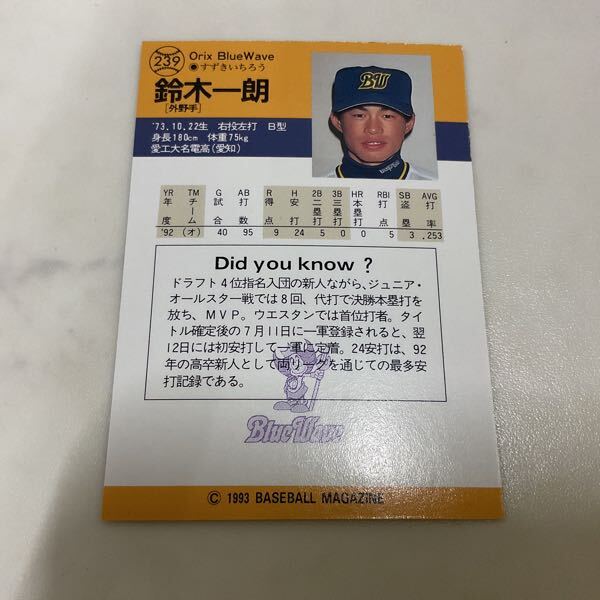 239
Orix BlueWave
●すずきいちろう
鈴木一朗
[外野手]
BW
'73.10.22生 右投左打 B型
身長180cm 体重75kg
愛工大名電高(愛知)
YR TM G AB R H 2B 3B HR RBI SB AVG
年度 チーム 試合 打数 得点 安打 二塁打 三塁打 本塁打 打点 盗塁 打率
'92 (オ) 40 95 9 24 5 0 0 5 3 .253
Did you know ?
ドラフト4位指名入団の新人ながら、ジュニア・
オールスター戦では8回、代打で決勝本塁打を
放ち、MVP。ウエスタンでは首位打者。タイ
トル確定後の7月11日に一軍登録されると、翌
12日には初安打して一軍に定着。24安打は、92
年の高卒新人として両リーグを通じての最多安
打記録である。
BlueWave
© 1993 BASEBALL MAGAZINE